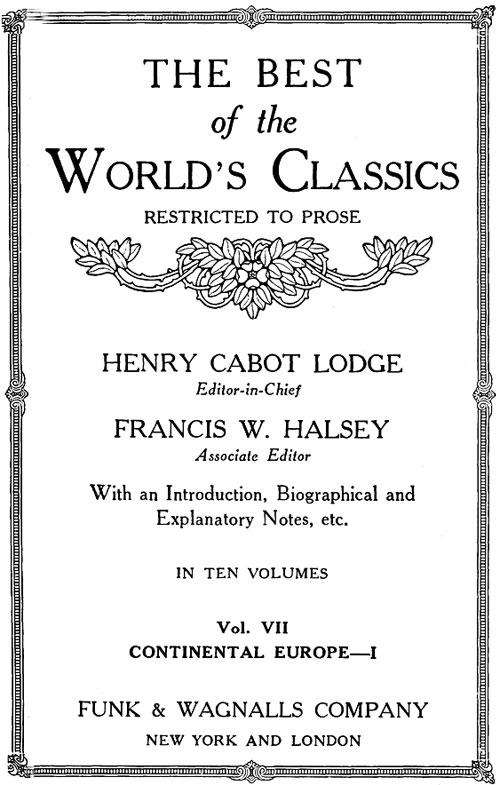 THE BEST
of the
WORLD'S CLASSICS
RESTRICTED TO PROSE
HENRY CABOT LODGE
Editor-in-Chief
FRANCIS W. HALSEY
Associate Editor
With an Introduction, Biographical and
Explanatory Notes, etc.
IN TEN VOLUMES
Vol. VII
CONTINENTAL EUROPE—I
FUNK & WAGNALLS COMPANY
NEW YORK AND LONDON